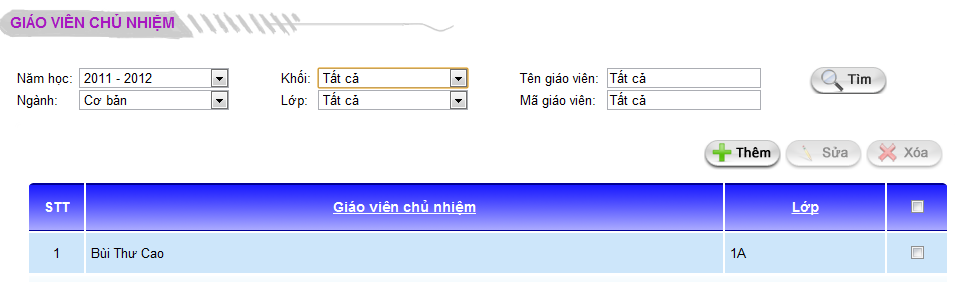 GIÁO VIÊN CHỦ NHIỆM
Năm học: 2011 - 2012 Khối: Tất cả Tên giáo viên: Tất cả Tìm
Ngành: Cơ bản Lớp: Tất cả Mã giáo viên: Tất cả
Thêm Sửa Xóa
STT Giáo viên chủ nhiệm Lớp
1 Bùi Thư Cao 1A